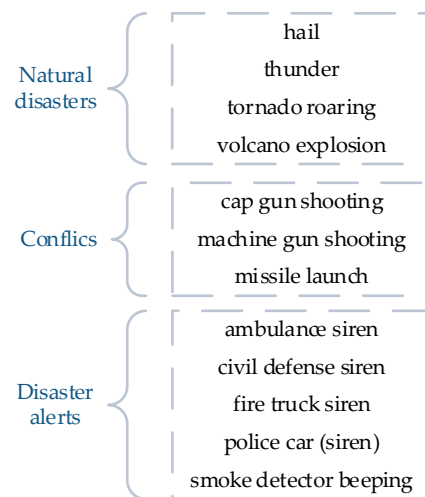 Natural
disasters
hail
thunder
tornado roaring
volcano explosion
Conflics
cap gun shooting
machine gun shooting
missile launch
Disaster
alerts
ambulance siren
civil defense siren
fire truck siren
police car (siren)
smoke detector beeping